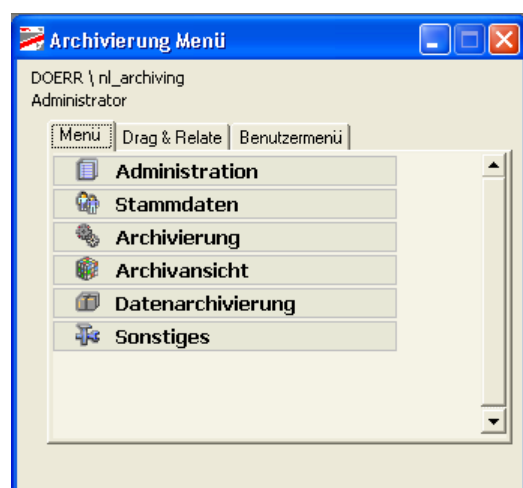 Archivierung Menü
DOERR \ nl_archiving
Administrator
Menü Drag & Relate Benutzermenü
Administration
Stammdaten
Archivierung
Archivansicht
Datenarchivierung
Sonstiges